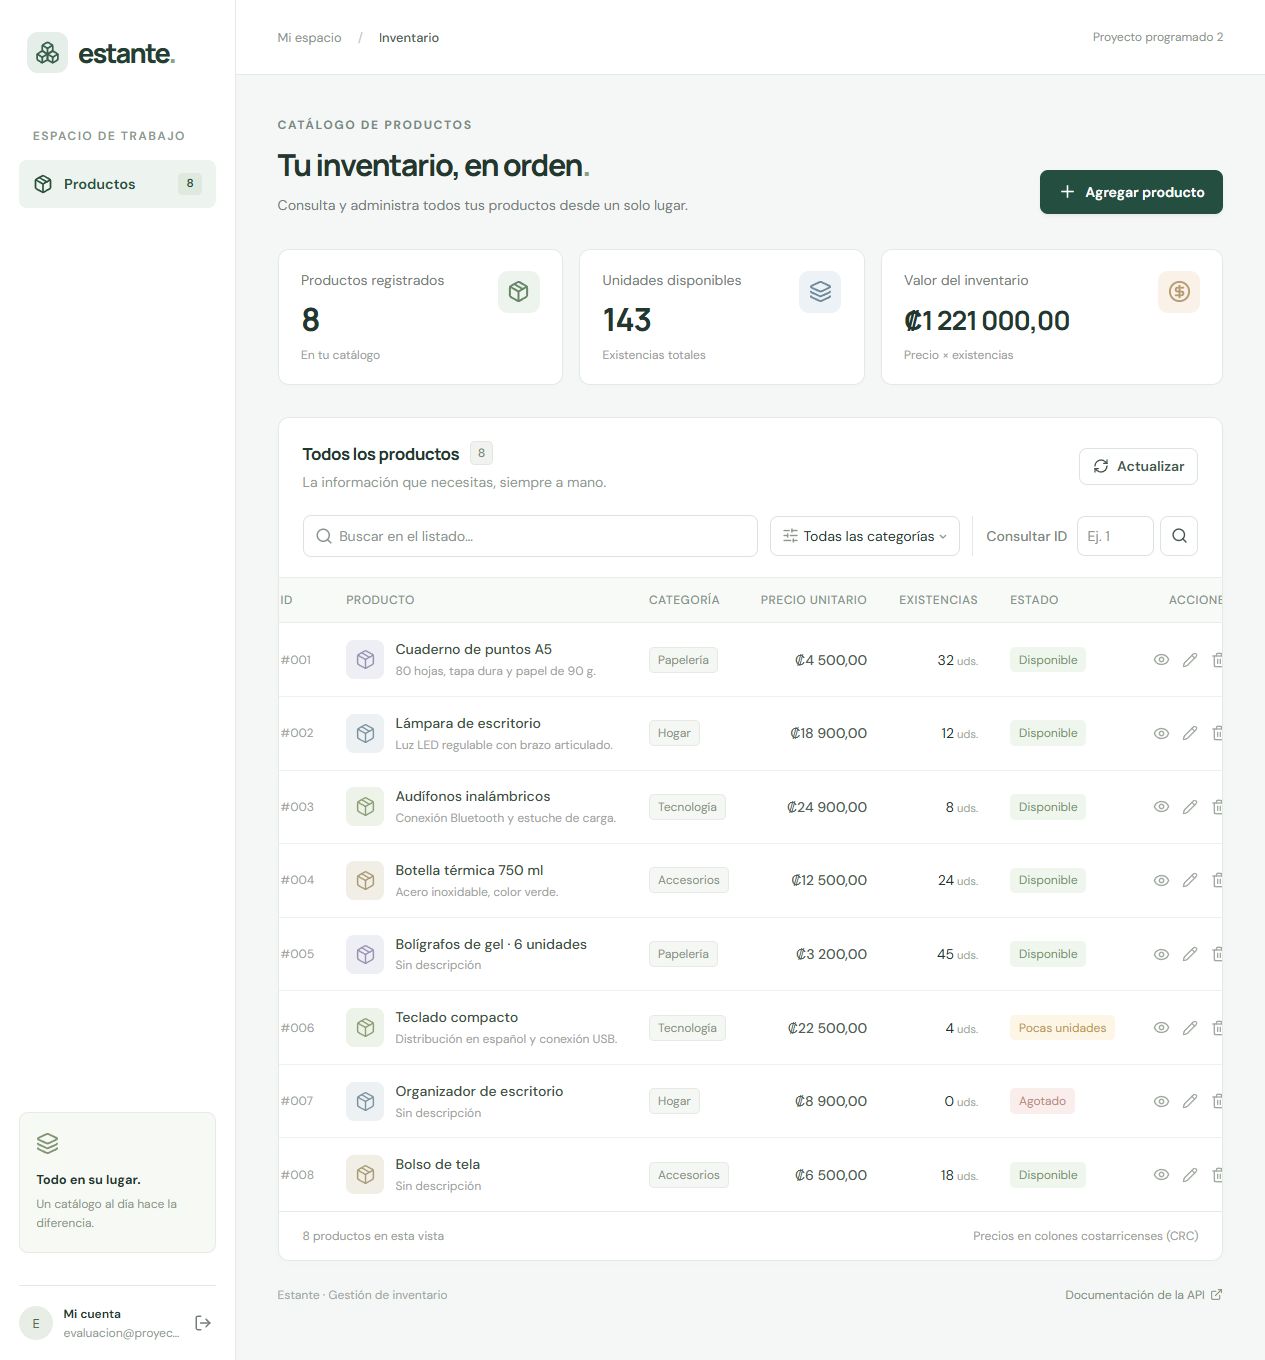 estante.
Mi espacio / Inventario
Proyecto programado 2
ESPACIO DE TRABAJO
Productos 8
CATÁLOGO DE PRODUCTOS
Tu inventario, en orden.
Consulta y administra todos tus productos desde un solo lugar.
Agregar producto
Productos registrados
8
En tu catálogo
Unidades disponibles
143
Existencias totales
Valor del inventario
₡1 221 000,00
Precio × existencias
Todos los productos 8
La información que necesitas, siempre a mano.
Actualizar
Buscar en el listado...
Todas las categorías
Consultar ID
Ej. 1
ID PRODUCTO CATEGORÍA PRECIO UNITARIO EXISTENCIAS ESTADO ACCIONE
#001 Cuaderno de puntos A5 Papelería ₡4 500,00 32 uds. Disponible
80 hojas, tapa dura y papel de 90 g.
#002 Lámpara de escritorio Hogar ₡18 900,00 12 uds. Disponible
Luz LED regulable con brazo articulado.
#003 Audífonos inalámbricos Tecnología ₡24 900,00 8 uds. Disponible
Conexión Bluetooth y estuche de carga.
#004 Botella térmica 750 ml Accesorios ₡12 500,00 24 uds. Disponible
Acero inoxidable, color verde.
#005 Bolígrafos de gel · 6 unidades Papelería ₡3 200,00 45 uds. Disponible
Sin descripción
#006 Teclado compacto Tecnología ₡22 500,00 4 uds. Pocas unidades
Distribución en español y conexión USB.
#007 Organizador de escritorio Hogar ₡8 900,00 0 uds. Agotado
Sin descripción
#008 Bolso de tela Accesorios ₡6 500,00 18 uds. Disponible
Sin descripción
8 productos en esta vista
Precios en colones costarricenses (CRC)
Todo en su lugar.
Un catálogo al día hace la
diferencia.
E
Mi cuenta
evaluacion@proyec...
Estante · Gestión de inventario
Documentación de la API